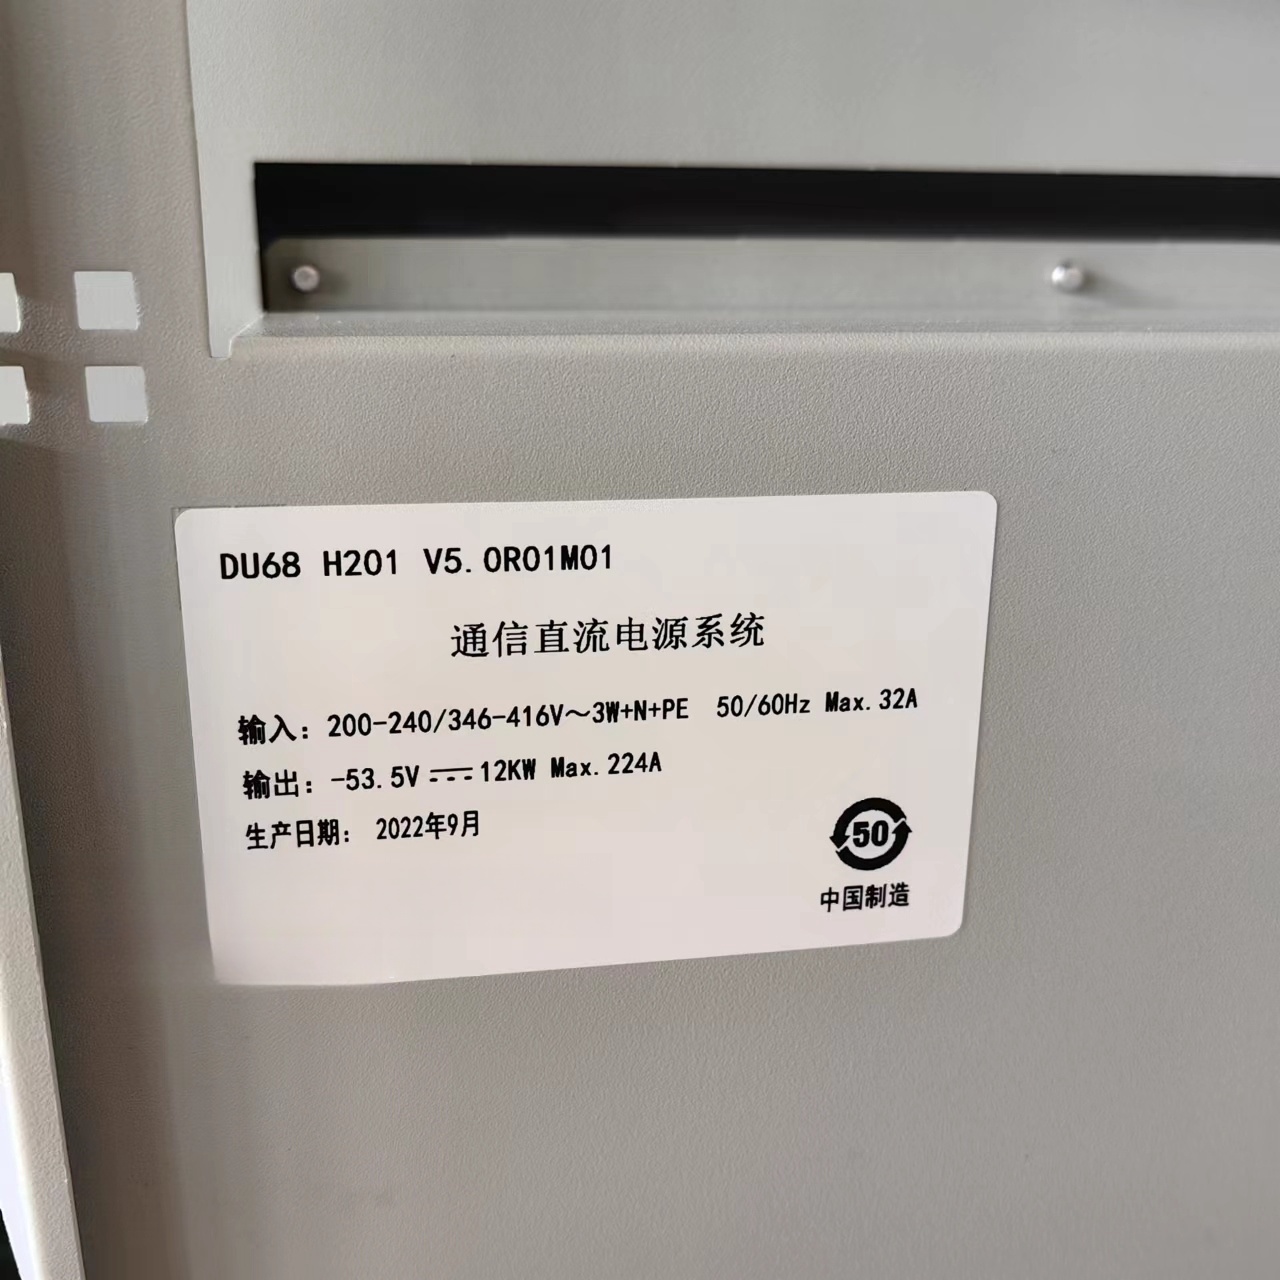 DU68 H201 V5.0R01M01
通信直流电源系统
输入：200-240/346-416V～3W+N+PE 50/60Hz Max.32A
输出：-53.5V ⎓ 12KW Max.224A
生产日期： 2022年9月
50
中国制造